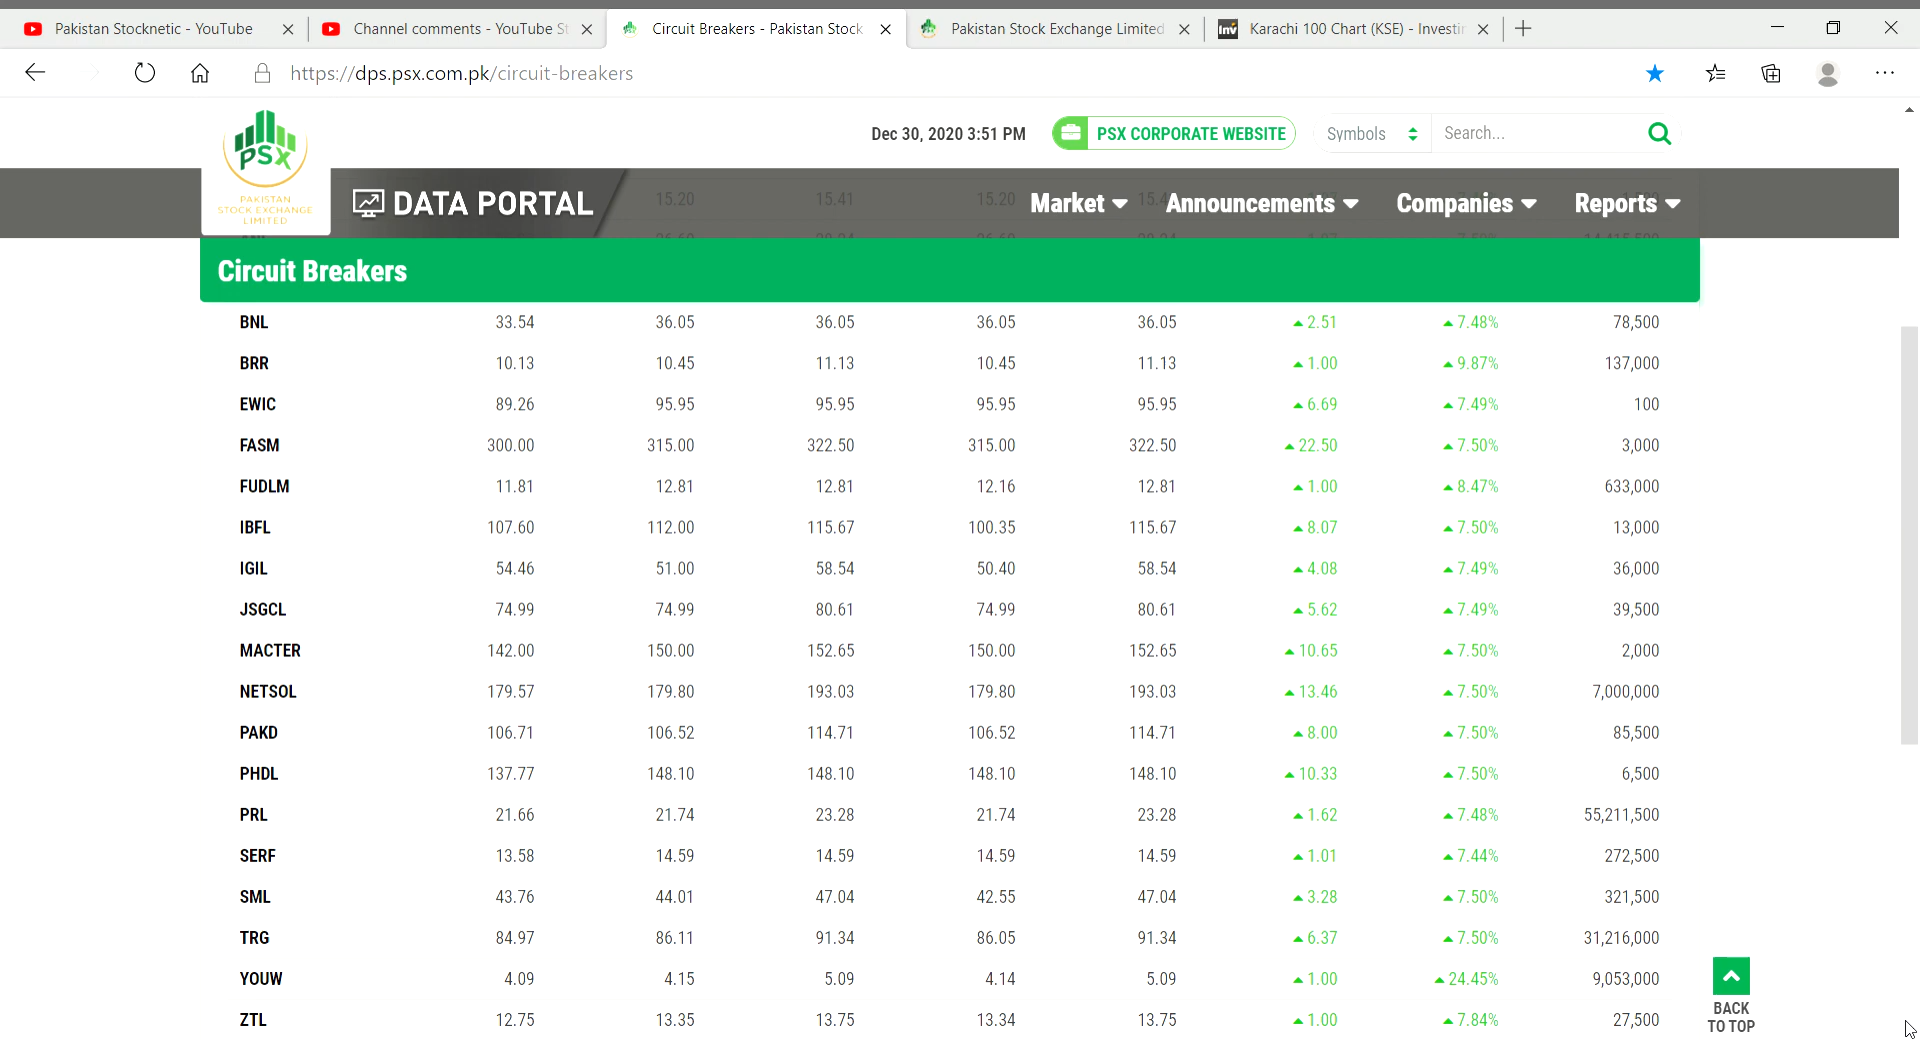 Pakistan Stocknetic - YouTube
Channel comments - YouTube St
Circuit Breakers - Pakistan Stock
Pakistan Stock Exchange Limited
Inv Karachi 100 Chart (KSE) - Investin
https://dps.psx.com.pk/circuit-breakers
PSX
PAKISTAN
STOCK EXCHANGE
LIMITED
Dec 30, 2020 3:51 PM
PSX CORPORATE WEBSITE
Symbols
Search...
DATA PORTAL
Market
Announcements
Companies
Reports
15.20 15.41 15.20
Circuit Breakers
BNL 33.54 36.05 36.05 36.05 36.05 2.51 7.48% 78,500
BRR 10.13 10.45 11.13 10.45 11.13 1.00 9.87% 137,000
EWIC 89.26 95.95 95.95 95.95 95.95 6.69 7.49% 100
FASM 300.00 315.00 322.50 315.00 322.50 22.50 7.50% 3,000
FUDLM 11.81 12.81 12.81 12.16 12.81 1.00 8.47% 633,000
IBFL 107.60 112.00 115.67 100.35 115.67 8.07 7.50% 13,000
IGIL 54.46 51.00 58.54 50.40 58.54 4.08 7.49% 36,000
JSGCL 74.99 74.99 80.61 74.99 80.61 5.62 7.49% 39,500
MACTER 142.00 150.00 152.65 150.00 152.65 10.65 7.50% 2,000
NETSOL 179.57 179.80 193.03 179.80 193.03 13.46 7.50% 7,000,000
PAKD 106.71 106.52 114.71 106.52 114.71 8.00 7.50% 85,500
PHDL 137.77 148.10 148.10 148.10 148.10 10.33 7.50% 6,500
PRL 21.66 21.74 23.28 21.74 23.28 1.62 7.48% 55,211,500
SERF 13.58 14.59 14.59 14.59 14.59 1.01 7.44% 272,500
SML 43.76 44.01 47.04 42.55 47.04 3.28 7.50% 321,500
TRG 84.97 86.11 91.34 86.05 91.34 6.37 7.50% 31,216,000
YOUW 4.09 4.15 5.09 4.14 5.09 1.00 24.45% 9,053,000
ZTL 12.75 13.35 13.75 13.34 13.75 1.00 7.84% 27,500
BACK
TO TOP